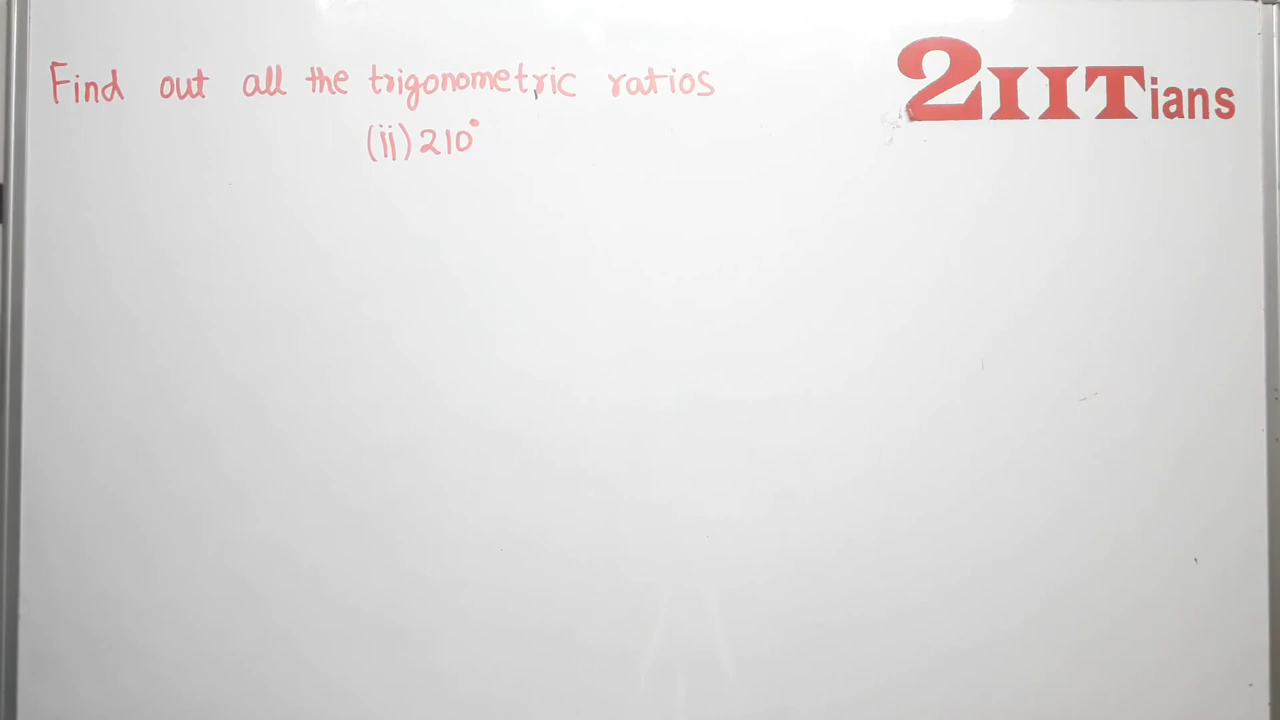 Find out all the trigonometric ratios
(ii) 210°
2IITians